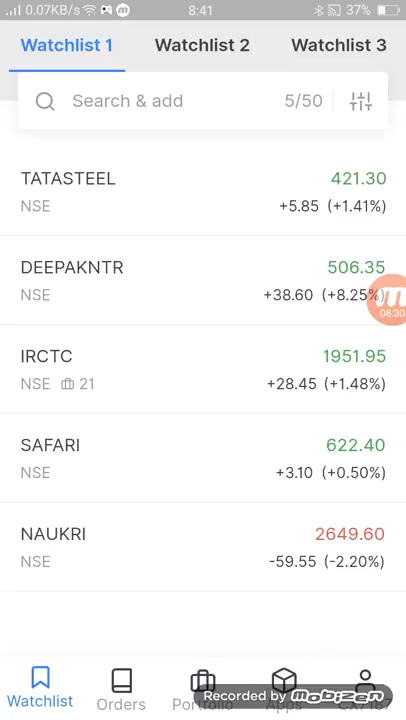 0.07KB/s 8:41 37%
Watchlist 1 Watchlist 2 Watchlist 3
Search & add 5/50
TATASTEEL 421.30
NSE +5.85 (+1.41%)
DEEPAKNTR 506.35
NSE +38.60 (+8.25%)
08:30
IRCTC 1951.95
NSE 21 +28.45 (+1.48%)
SAFARI 622.40
NSE +3.10 (+0.50%)
NAUKRI 2649.60
NSE -59.55 (-2.20%)
Recorded by mobizen
Watchlist Orders Portfolio Apps